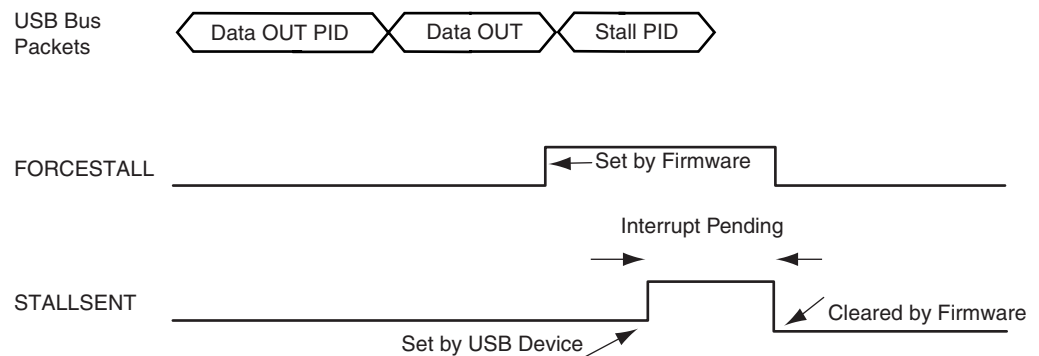 USB Bus
Packets
Data OUT PID
Data OUT
Stall PID
FORCESTALL
Set by Firmware
Interrupt Pending
STALLSENT
Cleared by Firmware
Set by USB Device